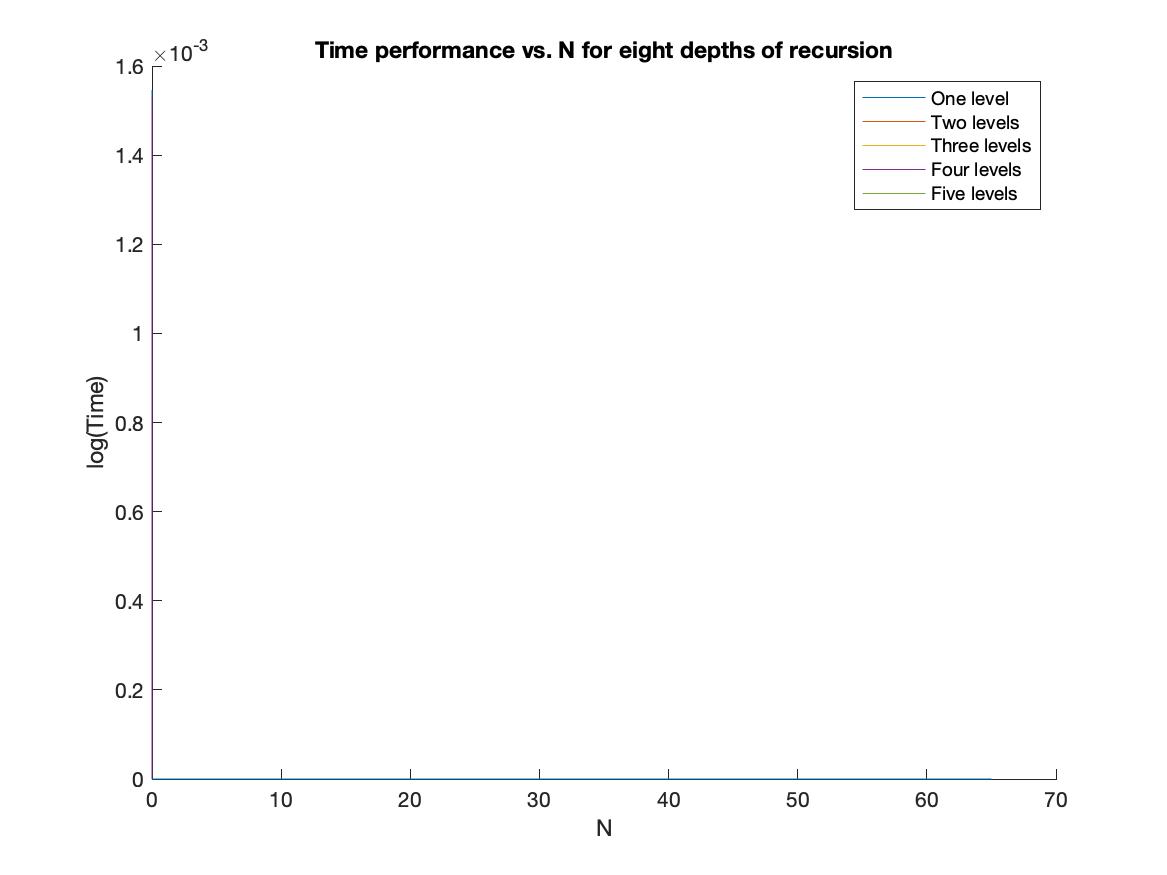 Time performance vs. N for eight depths of recursion
×10-3
1.6
1.4
1.2
1
0.8
0.6
0.4
0.2
0
log(Time)
One level
Two levels
Three levels
Four levels
Five levels
0 10 20 30 40 50 60 70
N